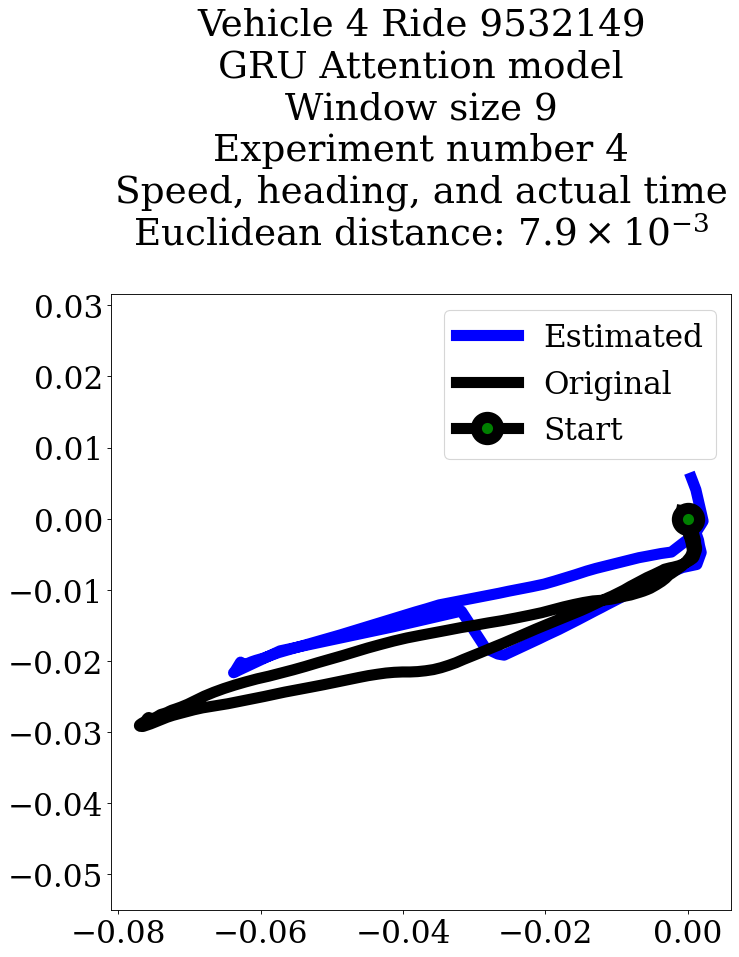 Vehicle 4 Ride 9532149
GRU Attention model
Window size 9
Experiment number 4
Speed, heading, and actual time
Euclidean distance: 7.9 × 10⁻³
0.03
0.02
0.01
0.00
−0.01
−0.02
−0.03
−0.04
−0.05
Estimated
Original
Start
−0.08 −0.06 −0.04 −0.02 0.00